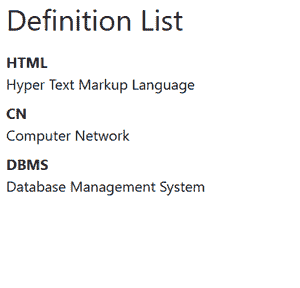 Definition List
HTML
Hyper Text Markup Language
CN
Computer Network
DBMS
Database Management System